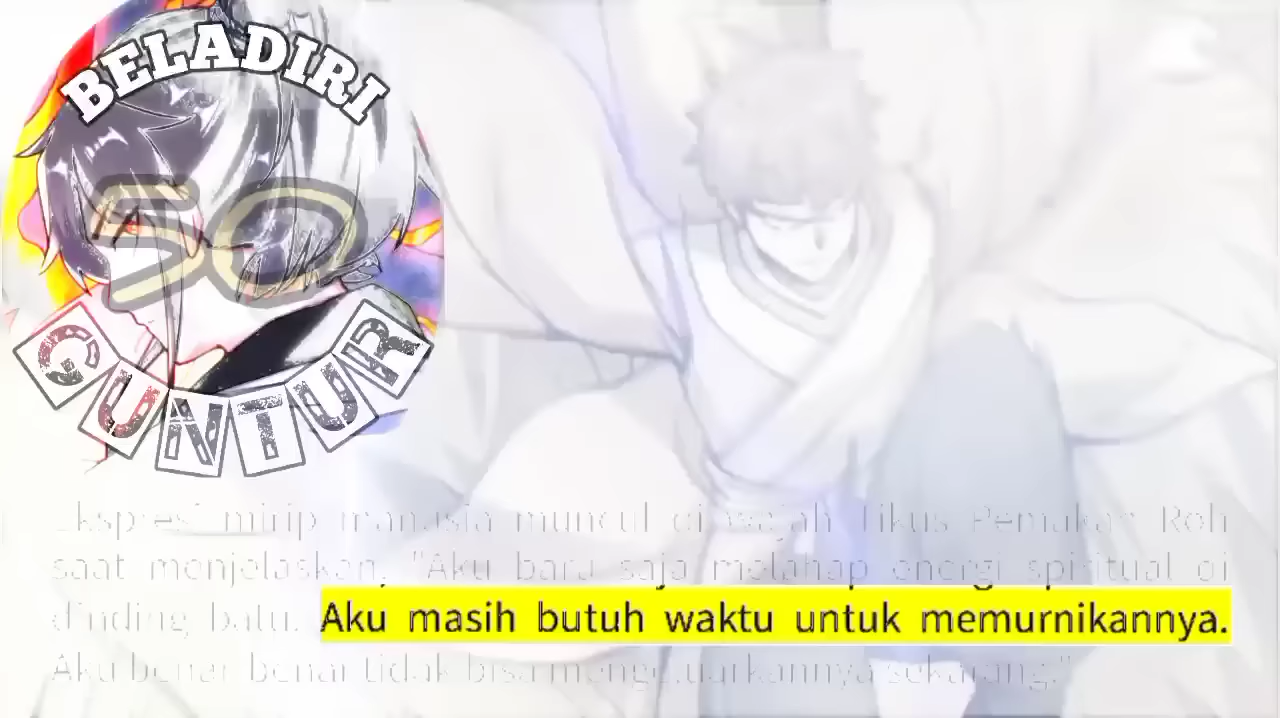 BELADIRI
SQ
GUNTUR
Ekspresi mirip manusia muncul di wajah Tikus Pemakan Roh
saat menjelaskan, "Aku baru saja melahap energi spiritual di
dinding batu. Aku masih butuh waktu untuk memurnikannya.
Aku benar-benar tidak bisa mengeluarkannya sekarang."